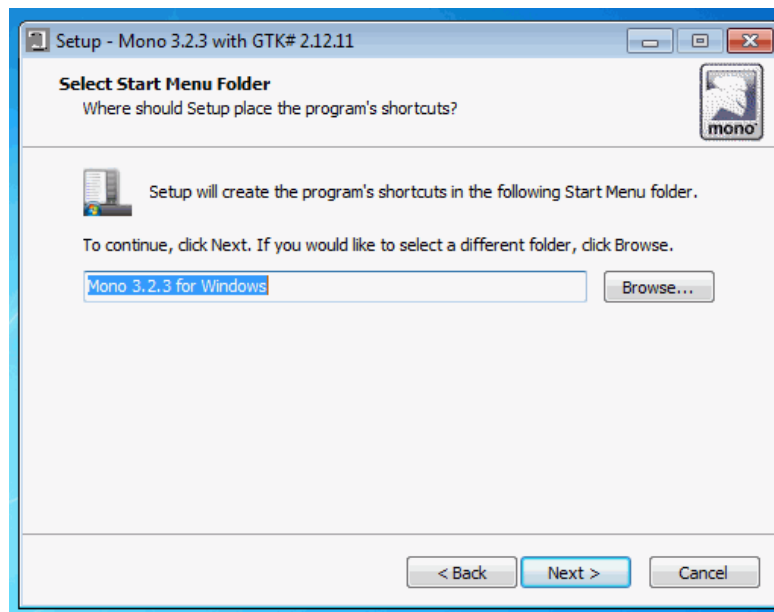 Setup - Mono 3.2.3 with GTK# 2.12.11
Select Start Menu Folder
Where should Setup place the program's shortcuts?
mono
Setup will create the program's shortcuts in the following Start Menu folder.
To continue, click Next. If you would like to select a different folder, click Browse.
Mono 3.2.3 for Windows
Browse...
< Back
Next >
Cancel